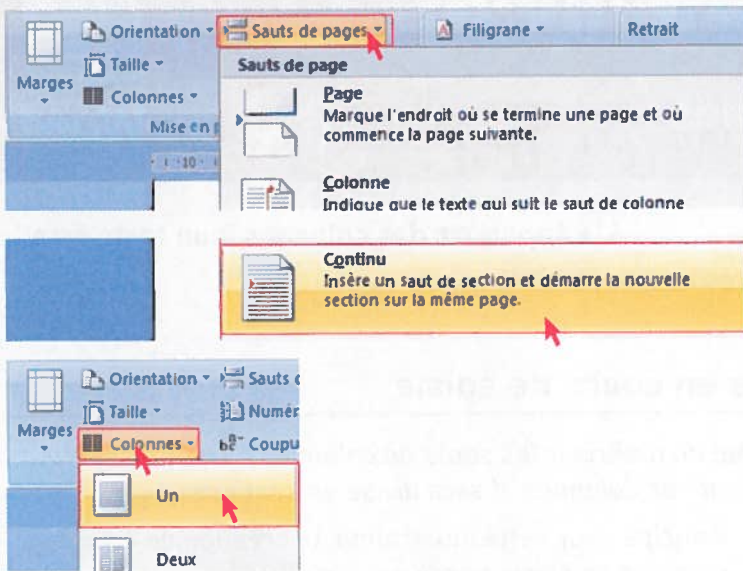 Orientation
Sauts de pages
Filigrane
Retrait
Taille
Marges
Colonnes
Mise en p
Sauts de page
Page
Marque l'endroit où se termine une page et où
commence la page suivante.
Colonne
Indique que le texte qui suit le saut de colonne
10
Continu
Insère un saut de section et démarre la nouvelle
section sur la même page.
Orientation
Sauts d
Taille
Numér
Marges
Colonnes
Coupu
Un
Deux